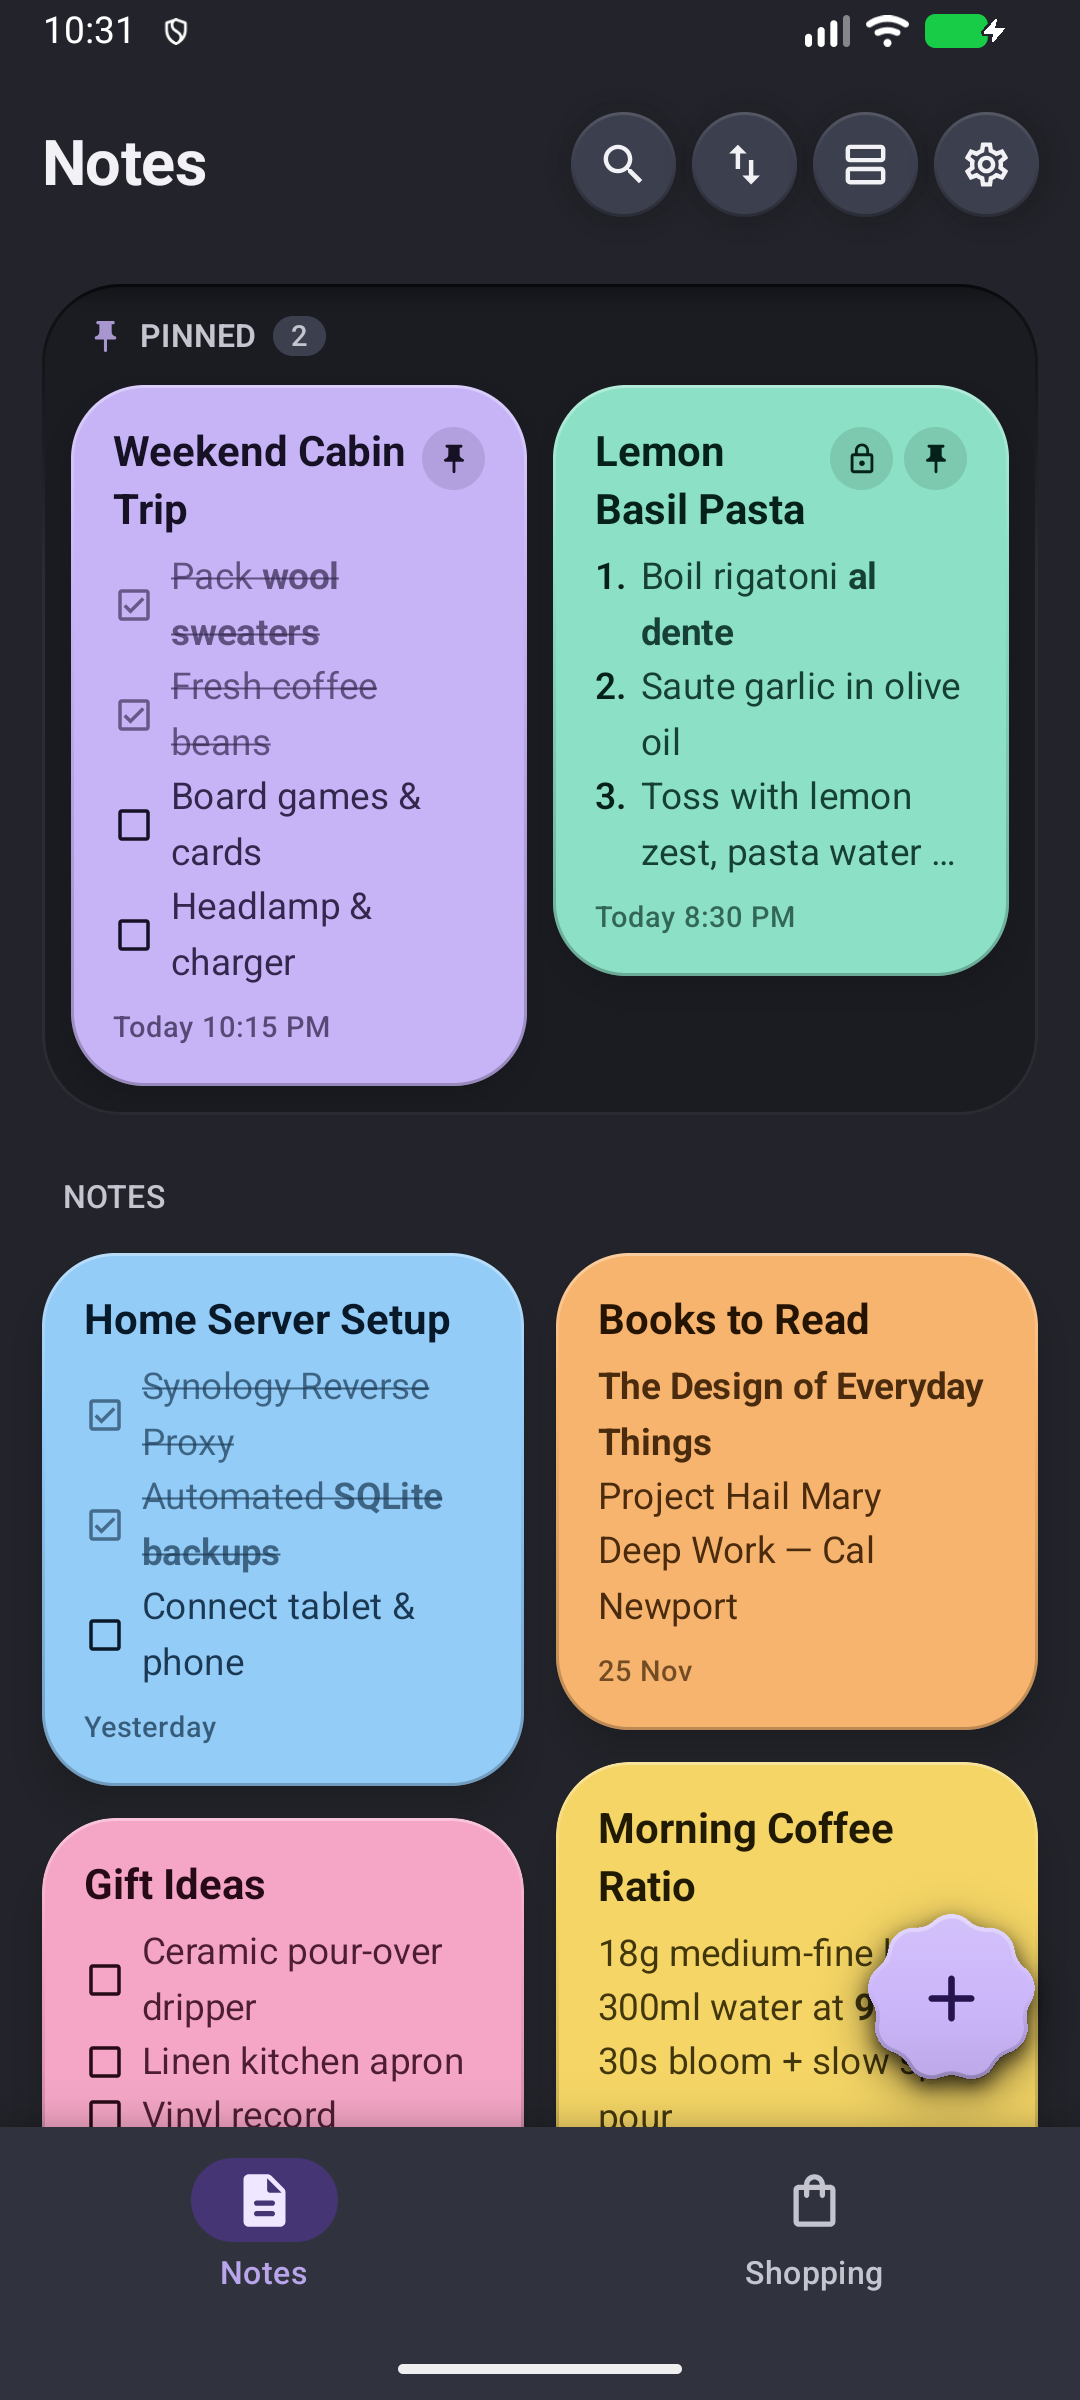 10:31
Notes
PINNED 2
Weekend Cabin
Trip
Pack wool
sweaters
Fresh coffee
beans
Board games &
cards
Headlamp &
charger
Today 10:15 PM
Lemon
Basil Pasta
1. Boil rigatoni al
dente
2. Saute garlic in olive
oil
3. Toss with lemon
zest, pasta water ...
Today 8:30 PM
NOTES
Home Server Setup
Synology Reverse
Proxy
Automated SQLite
backups
Connect tablet &
phone
Yesterday
Books to Read
The Design of Everyday
Things
Project Hail Mary
Deep Work — Cal
Newport
25 Nov
Gift Ideas
Ceramic pour-over
dripper
Linen kitchen apron
Vinyl record
Morning Coffee
Ratio
18g medium-fine
300ml water at
30s bloom + slow
pour
Notes
Shopping